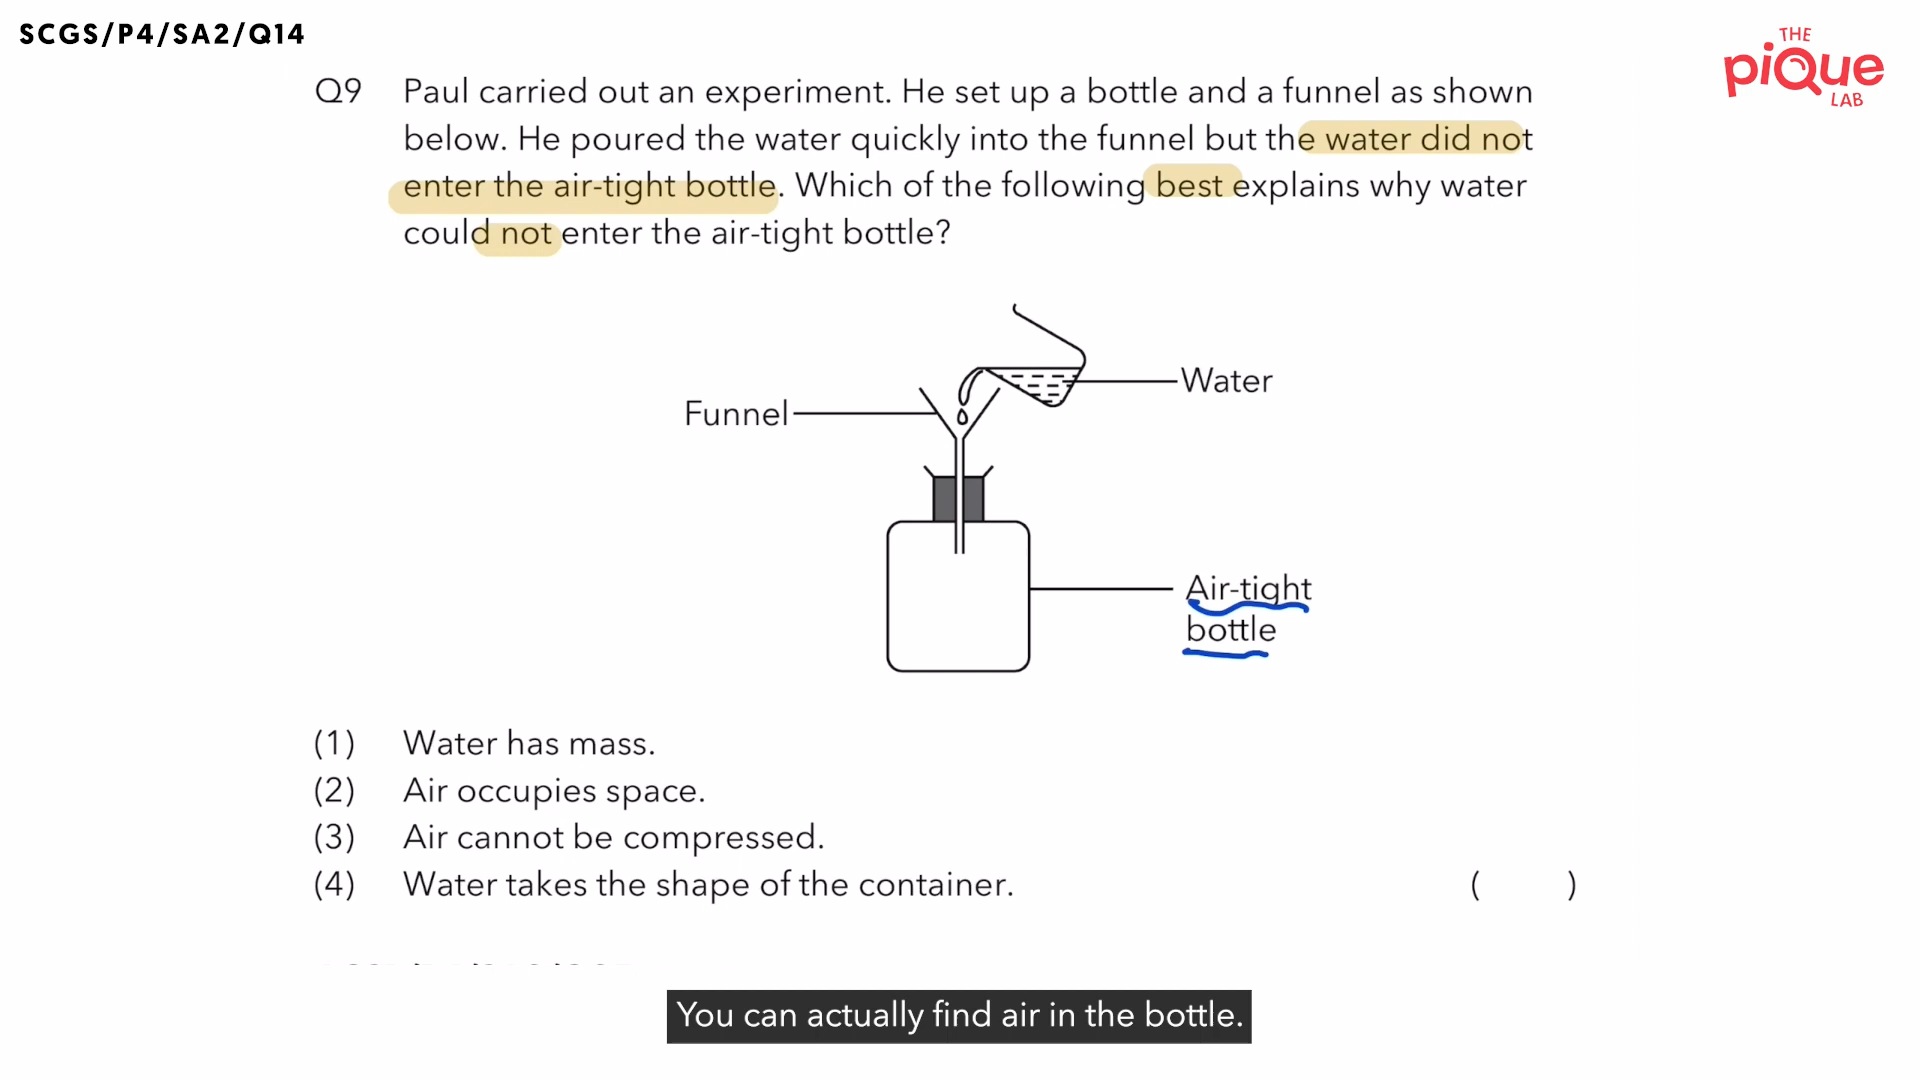 SCGS/P4/SA2/Q14
THE
piQue
LAB
Q9 Paul carried out an experiment. He set up a bottle and a funnel as shown
below. He poured the water quickly into the funnel but the water did not
enter the air-tight bottle. Which of the following best explains why water
could not enter the air-tight bottle?
Water
Funnel
Air-tight
bottle
(1) Water has mass.
(2) Air occupies space.
(3) Air cannot be compressed.
(4) Water takes the shape of the container. ( )
You can actually find air in the bottle.